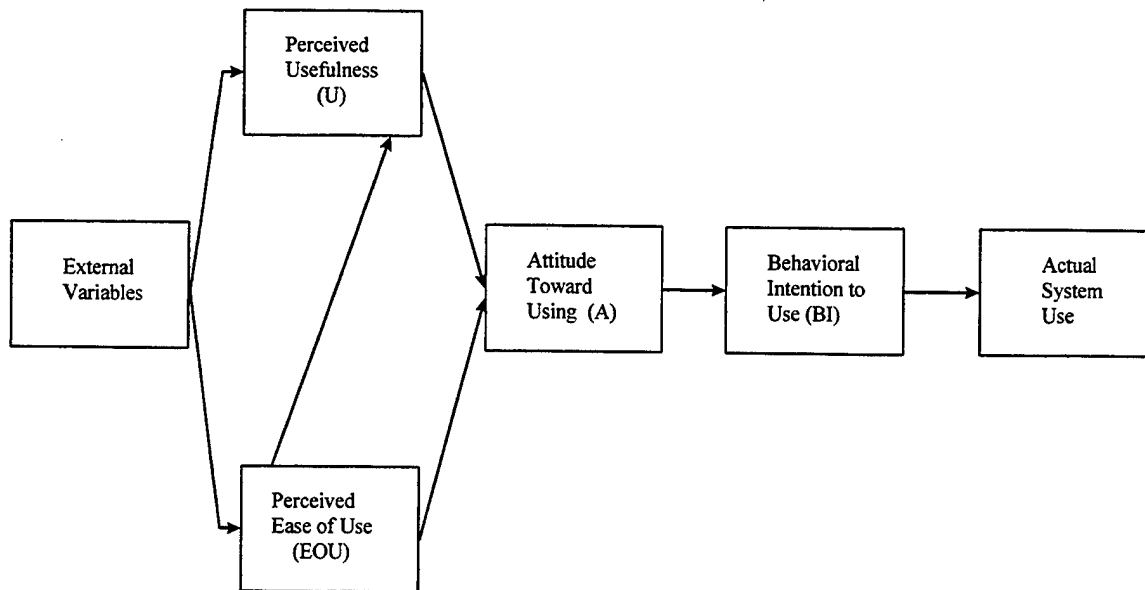 Perceived
Usefulness
(U)
External
Variables
Perceived
Ease of Use
(EOU)
Attitude
Toward
Using (A)
Behavioral
Intention to
Use (BI)
Actual
System
Use